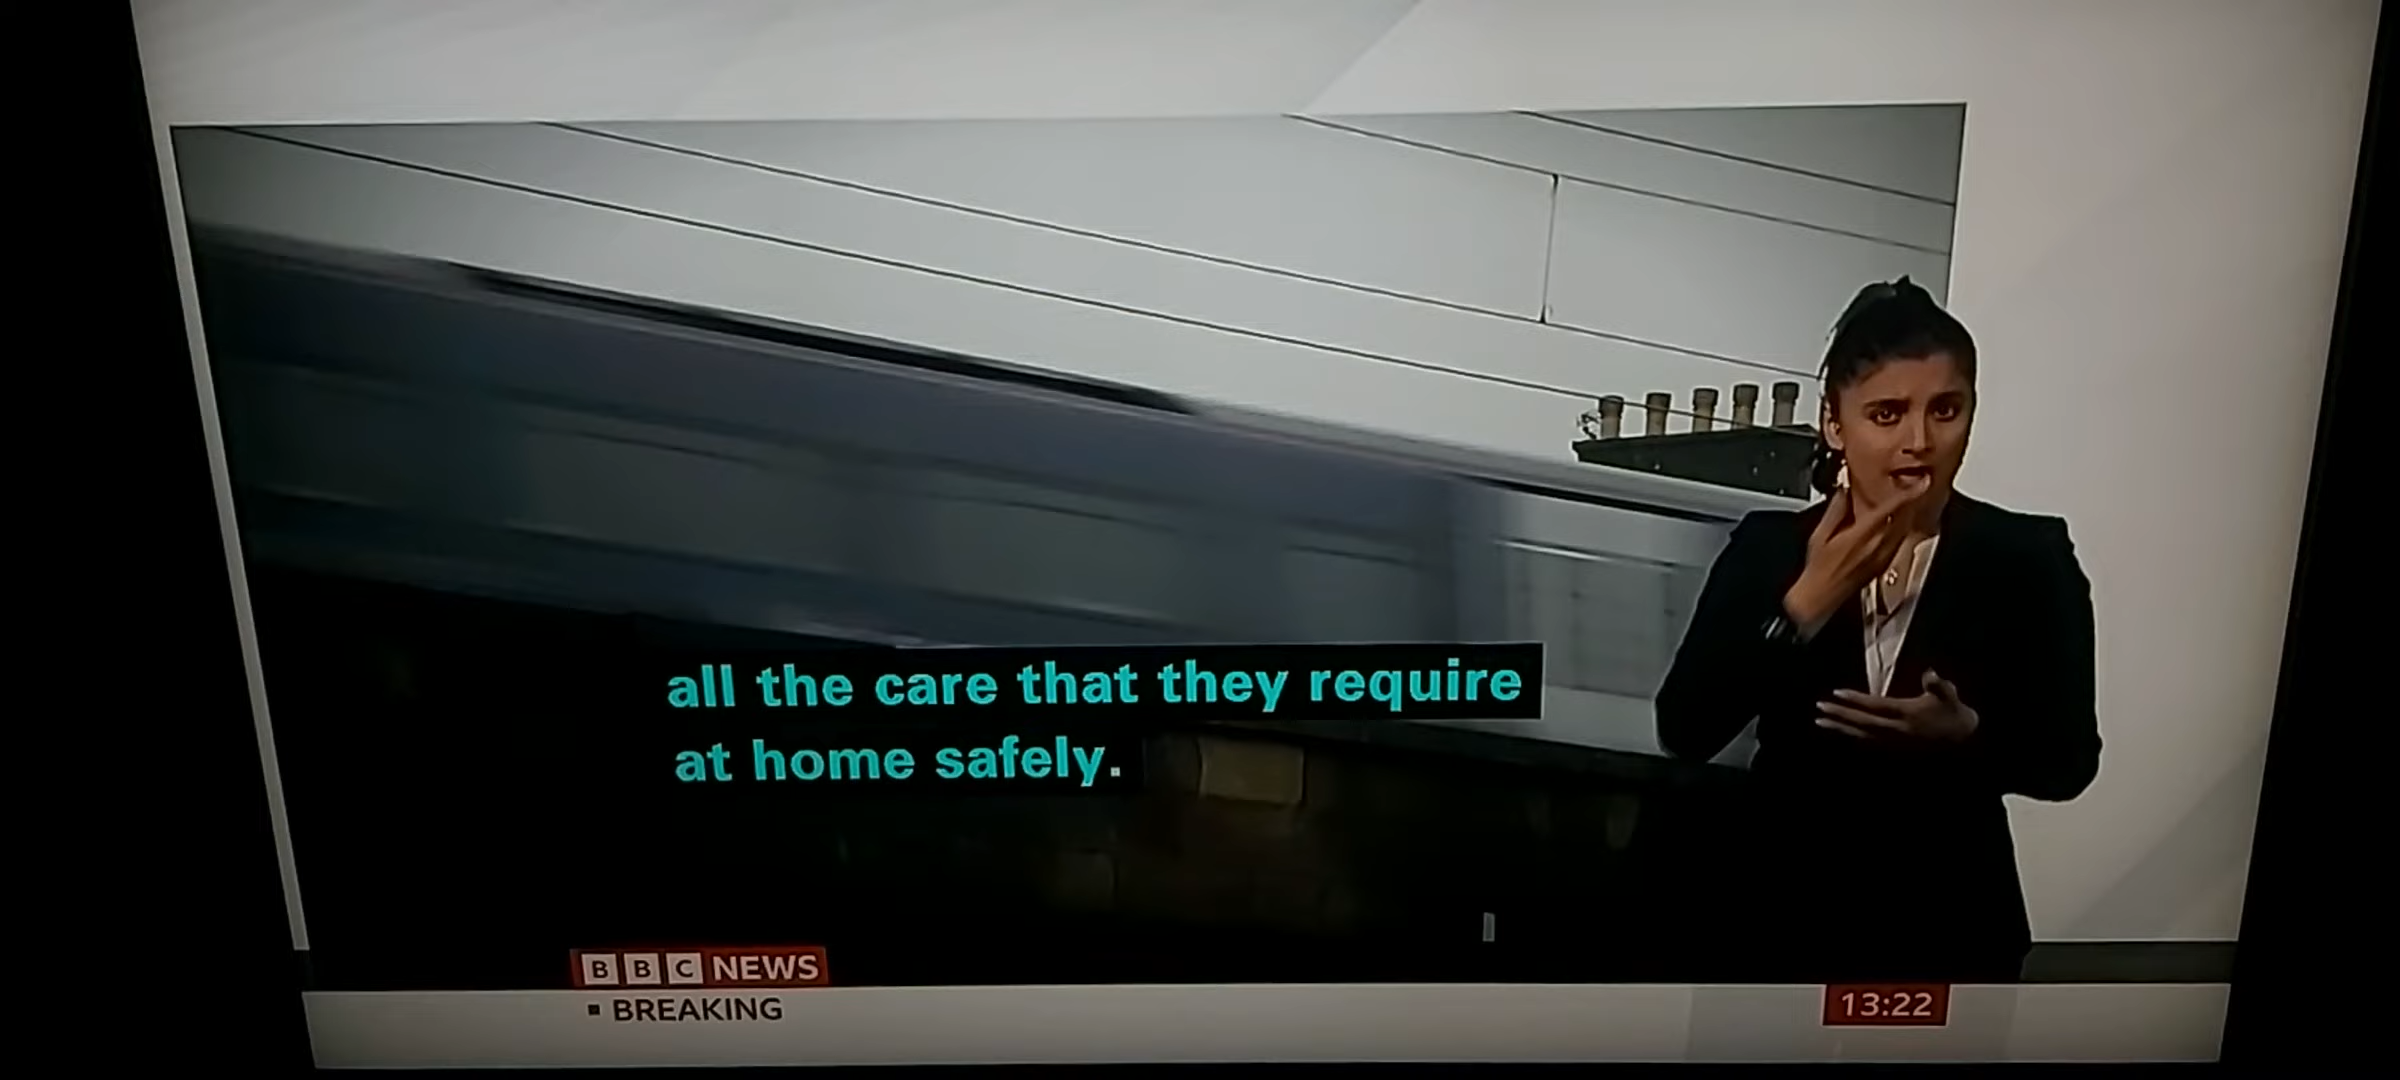 all the care that they require
at home safely.
BBC NEWS
BREAKING
13:22